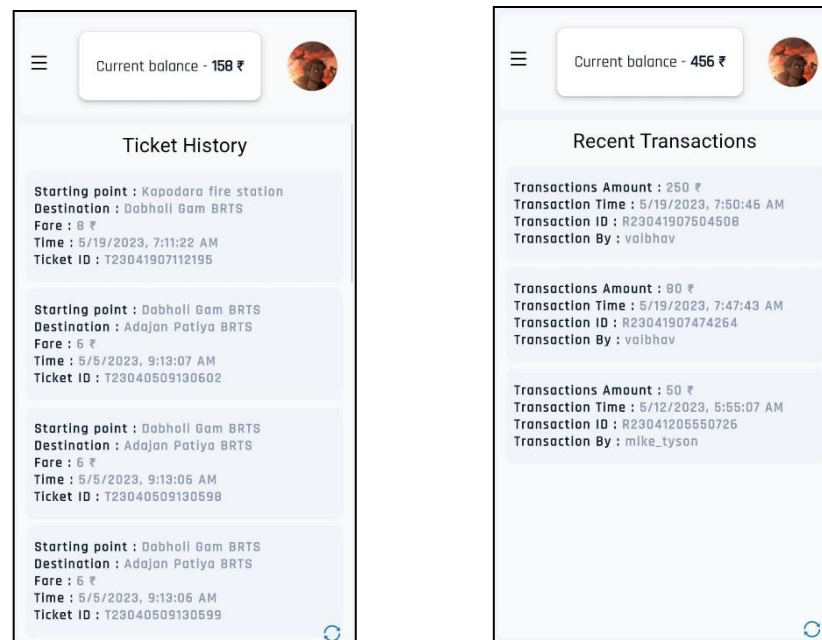 Current balance - 158 ₹
Ticket History
Starting point : Kapodara fire station
Destination : Dabholi Gam BRTS
Fare : 8 ₹
Time : 5/19/2023, 7:11:22 AM
Ticket ID : T23041907112195
Starting point : Dabholi Gam BRTS
Destination : Adajan Patiya BRTS
Fare : 6 ₹
Time : 5/5/2023, 9:13:07 AM
Ticket ID : T23040509130602
Starting point : Dabholi Gam BRTS
Destination : Adajan Patiya BRTS
Fare : 6 ₹
Time : 5/5/2023, 9:13:06 AM
Ticket ID : T23040509130598
Starting point : Dabholi Gam BRTS
Destination : Adajan Patiya BRTS
Fare : 6 ₹
Time : 5/5/2023, 9:13:06 AM
Ticket ID : T23040509130599
Current balance - 456 ₹
Recent Transactions
Transactions Amount : 250 ₹
Transaction Time : 5/19/2023, 7:50:46 AM
Transaction ID : R23041907504508
Transaction By : vaibhav
Transactions Amount : 80 ₹
Transaction Time : 5/19/2023, 7:47:43 AM
Transaction ID : R23041907474264
Transaction By : vaibhav
Transactions Amount : 50 ₹
Transaction Time : 5/12/2023, 5:55:07 AM
Transaction ID : R23041205550726
Transaction By : mike_tyson